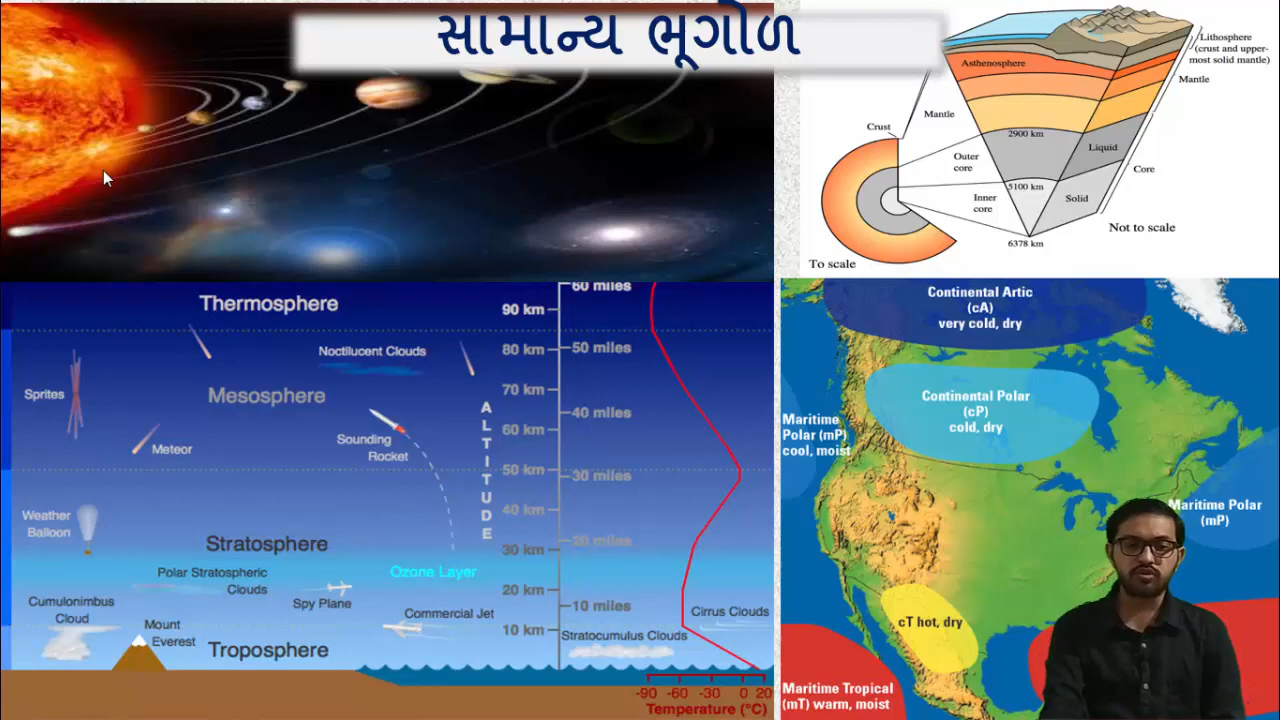 સામાન્ય ભૂગોળ
Lithosphere
(crust and upper-
most solid mantle)
Asthenosphere
Mantle
Mantle
Crust
2900 km
Outer
core
Liquid
Core
5100 km
Inner
core
Solid
6378 km
Not to scale
To scale
60 miles
Thermosphere
90 km
Noctilucent Clouds
80 km
50 miles
Sprites
Mesosphere
70 km
ALTITUDE
40 miles
Sounding
Rocket
60 km
Meteor
50 km
30 miles
Weather
Balloon
40 km
Stratosphere
30 km
20 miles
Polar Stratospheric
Clouds
Ozone Layer
Spy Plane
20 km
Cumulonimbus
Cloud
Commercial Jet
10 miles
Cirrus Clouds
Mount
Everest
10 km
Stratocumulus Clouds
Troposphere
-90 -60 -30 0 20
Temperature (°C)
Continental Artic
(cA)
very cold, dry
Continental Polar
(cP)
cold, dry
Maritime
Polar (mP)
cool, moist
Maritime Polar
(mP)
cT hot, dry
Maritime Tropical
(mT) warm, moist